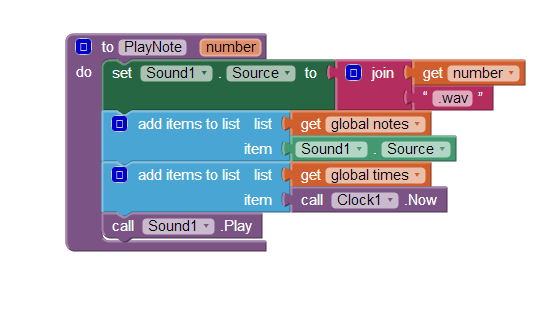 to PlayNote number
do set Sound1 . Source to join get number
“ .wav ”
add items to list list get global notes
item Sound1 . Source
add items to list list get global times
item call Clock1 .Now
call Sound1 .Play